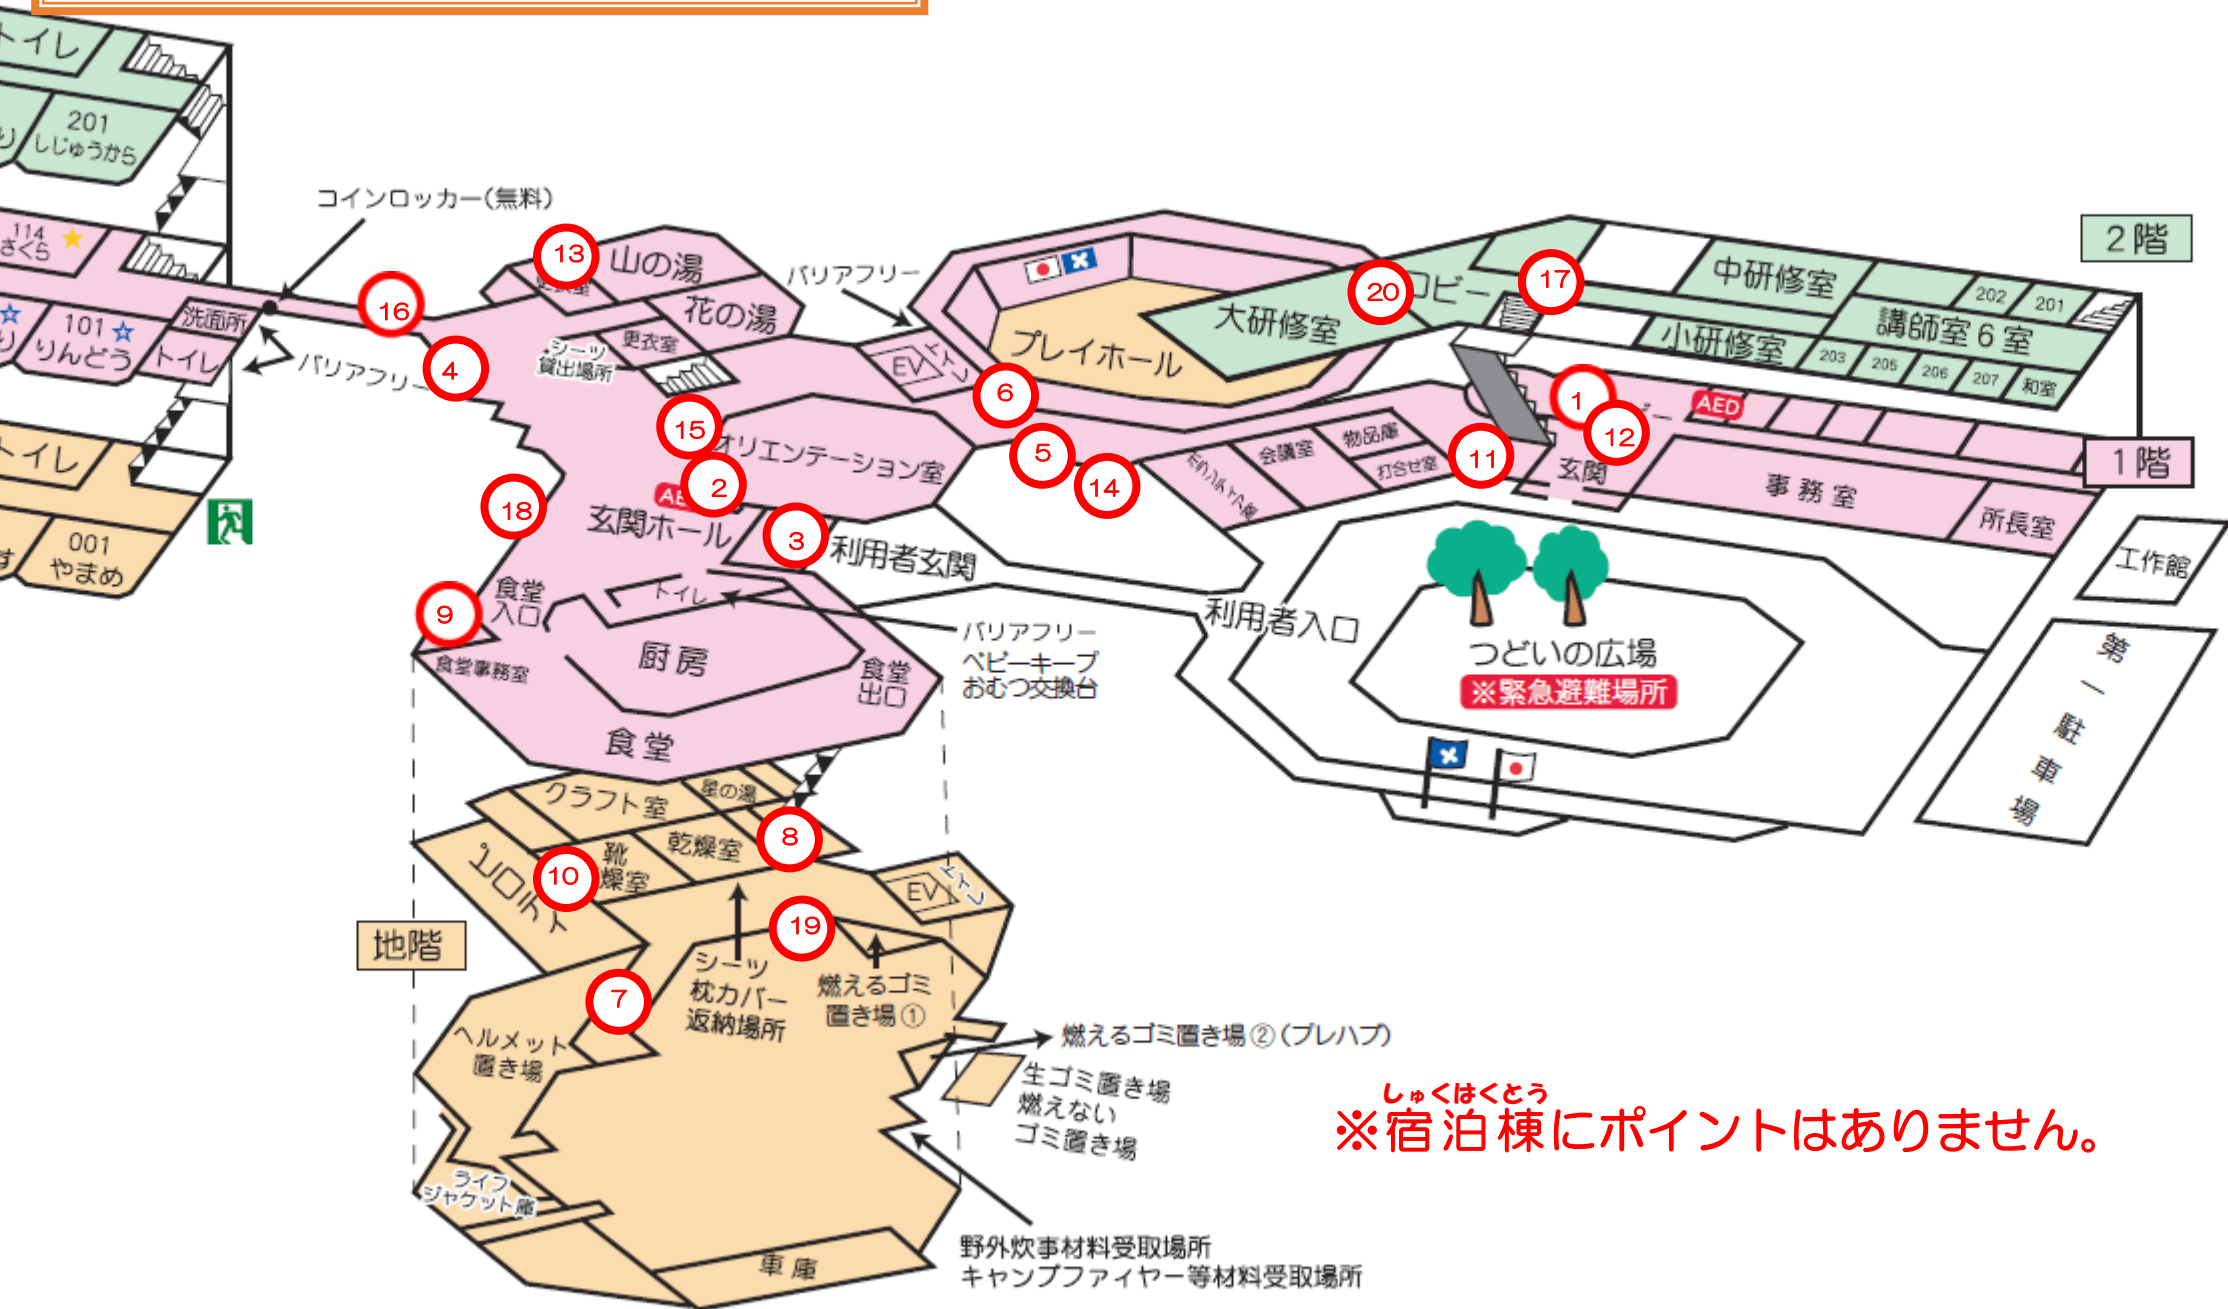 トイレ
201
しじゅうから
り
114
さくら
101
りんどう
り
洗面所
トイレ
トイレ
001
やまめ
す
コインロッカー(無料)
バリアフリー
16
4
13
山の湯
更衣室
花の湯
更衣室
シーツ
貸出場所
バリアフリー
EV
トイレ
6
プレイホール
大研修室
20
ロビー
17
中研修室
小研修室
講師室6室
202
201
203
205
206
207
和室
2階
15
オリエンテーション室
2
AE
玄関ホール
18
3
利用者玄関
5
14
会議室
物品庫
打合せ室
11
1
12
ビー
AED
玄関
事務室
所長室
1階
工作館
第一駐車場
9
食堂
入口
トイレ
厨房
食堂事務室
食堂
出口
食堂
バリアフリー
ベビーキープ
おむつ交換台
利用者入口
つどいの広場
※緊急避難場所
クラフト室
星の湯
乾燥室
8
靴
燥室
10
ピロティ
EV
トイレ
地階
19
7
シーツ
枕カバー
返納場所
燃えるゴミ
置き場①
ヘルメット
置き場
燃えるゴミ置き場②(プレハブ)
生ゴミ置き場
燃えない
ゴミ置き場
ライフ
ジャケット庫
車庫
野外炊事材料受取場所
キャンプファイヤー等材料受取場所
しゅくはくとう
※宿泊棟にポイントはありません。